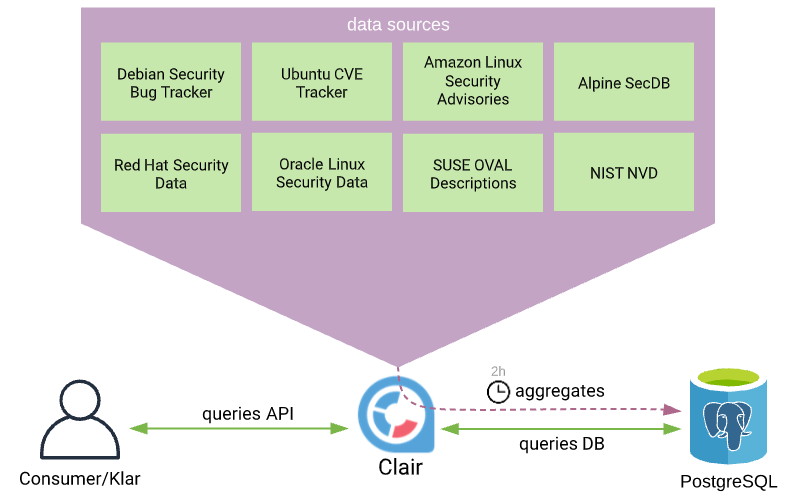 data sources
Debian Security
Bug Tracker
Ubuntu CVE
Tracker
Amazon Linux
Security
Advisories
Alpine SecDB
Red Hat Security
Data
Oracle Linux
Security Data
SUSE OVAL
Descriptions
NIST NVD
2h
aggregates
queries API
queries DB
Consumer/Klar
Clair
PostgreSQL